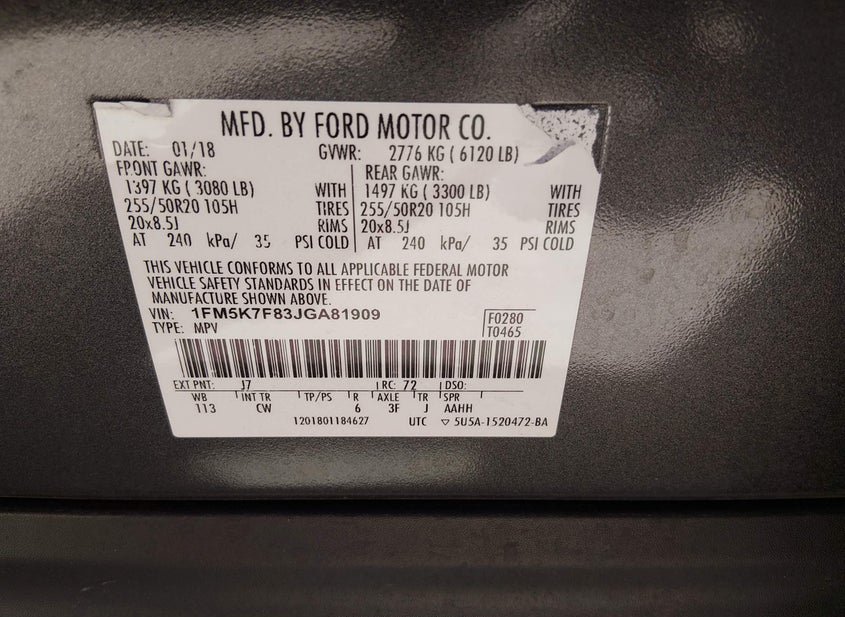 MFD. BY FORD MOTOR CO.
DATE: 01/18 GVWR: 2776 KG ( 6120 LB)
FRONT GAWR: REAR GAWR:
1397 KG ( 3080 LB) WITH 1497 KG ( 3300 LB) WITH
255/50R20 105H TIRES 255/50R20 105H TIRES
20x8.5J RIMS 20x8.5J RIMS
AT 240 kPa/ 35 PSI COLD AT 240 kPa/ 35 PSI COLD
THIS VEHICLE CONFORMS TO ALL APPLICABLE FEDERAL MOTOR
VEHICLE SAFETY STANDARDS IN EFFECT ON THE DATE OF
MANUFACTURE SHOWN ABOVE.
VIN: 1FM5K7F83JGA81909 F0280
TYPE: MPV T0465
EXT PNT: J7 RC: 72 DSO:
WB INT TR TP/PS R AXLE TR SPR
113 CW 6 3F J AAHH
1201801184627 UTC ▽ 5U5A-1520472-BA